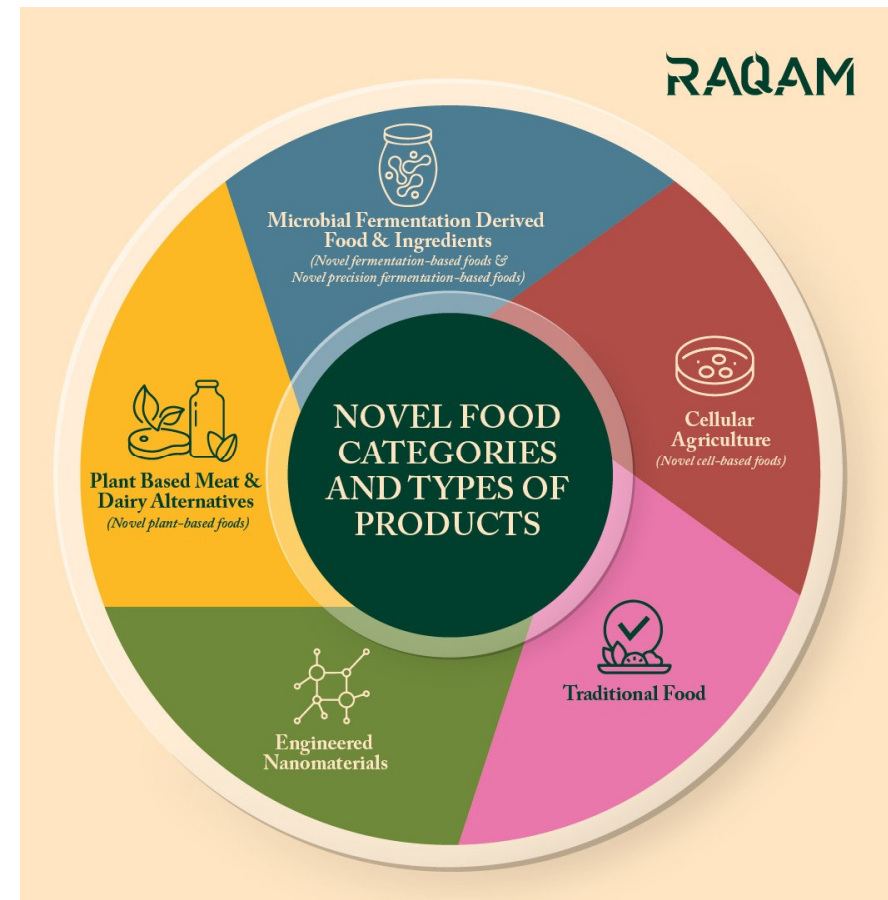 RAQAM
Microbial Fermentation Derived
Food & Ingredients
(Novel fermentation-based foods &
Novel precision fermentation-based foods)
Cellular
Agriculture
(Novel cell-based foods)
NOVEL FOOD
CATEGORIES
AND TYPES OF
PRODUCTS
Plant Based Meat &
Dairy Alternatives
(Novel plant-based foods)
Traditional Food
Engineered
Nanomaterials